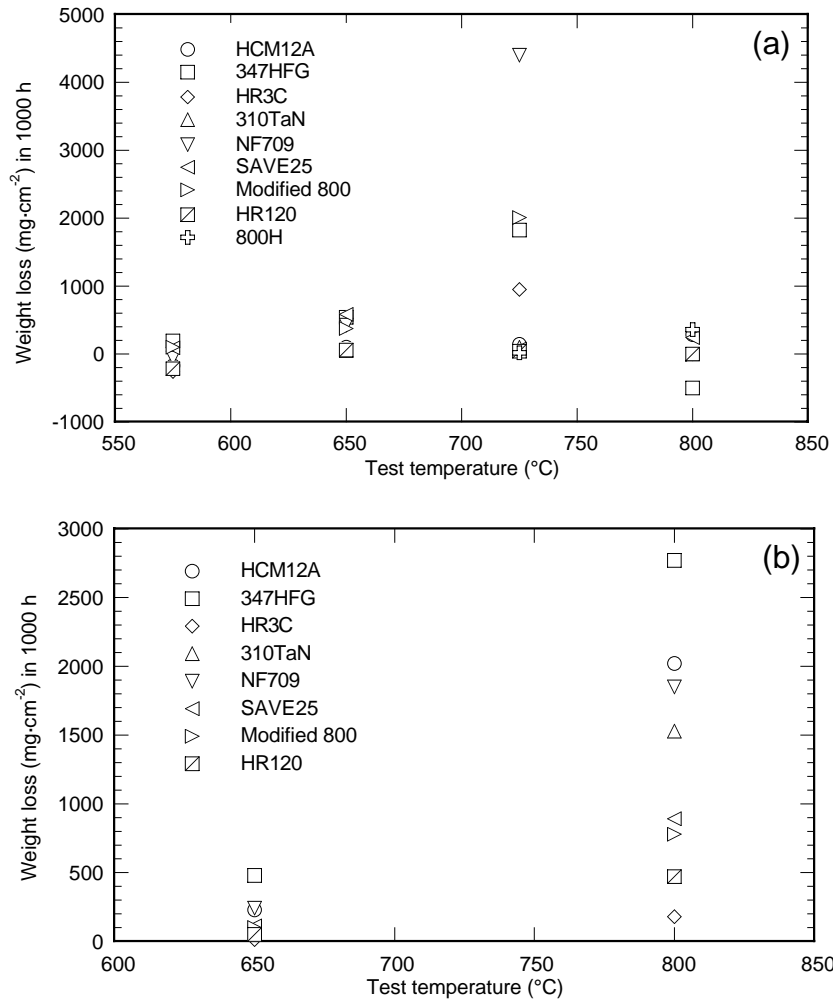 (a)
5000
4000
3000
2000
1000
0
-1000
Weight loss (mg·cm-2) in 1000 h
HCM12A
347HFG
HR3C
310TaN
NF709
SAVE25
Modified 800
HR120
800H
550 600 650 700 750 800 850
Test temperature (°C)
(b)
3000
2500
2000
1500
1000
500
0
Weight loss (mg·cm-2) in 1000 h
HCM12A
347HFG
HR3C
310TaN
NF709
SAVE25
Modified 800
HR120
600 650 700 750 800 850
Test temperature (°C)